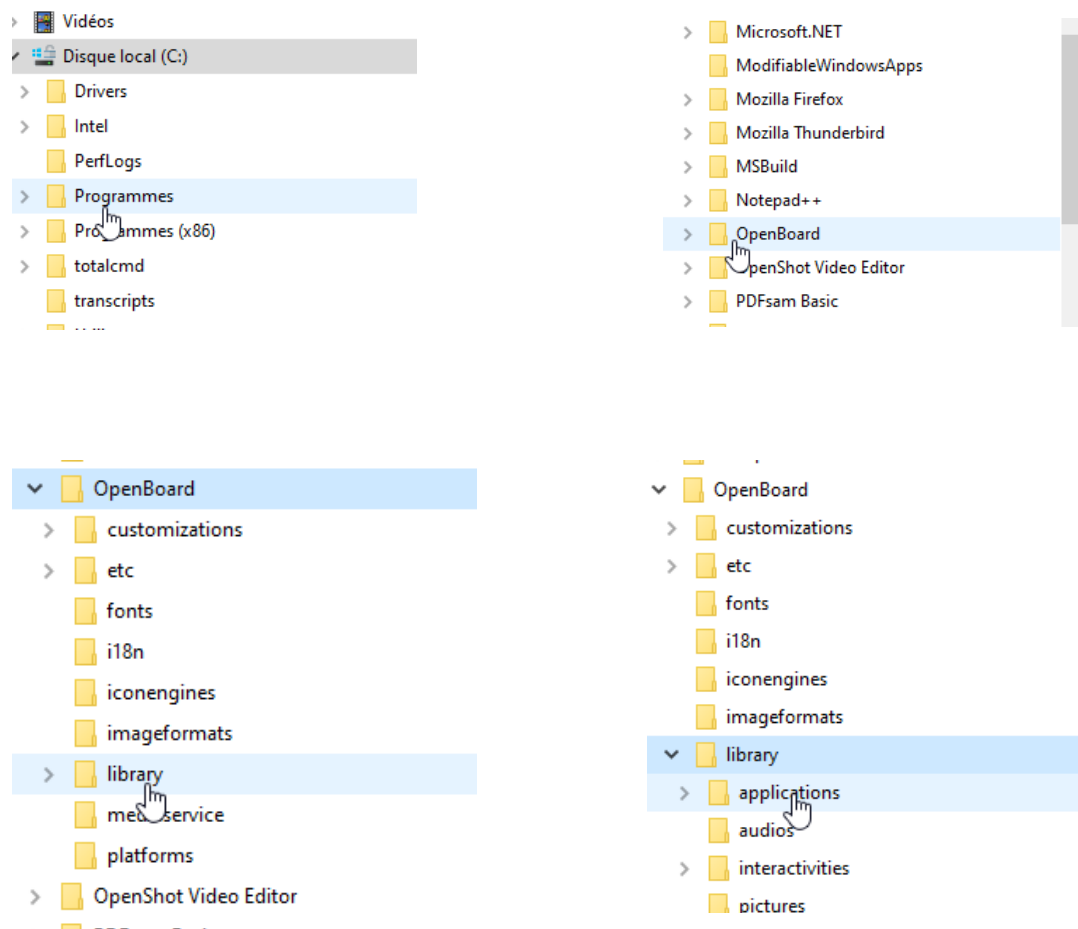 Vidéos
Disque local (C:)
Drivers
Intel
PerfLogs
Programmes
Programmes (x86)
totalcmd
transcripts
Microsoft.NET
ModifiableWindowsApps
Mozilla Firefox
Mozilla Thunderbird
MSBuild
Notepad++
OpenBoard
OpenShot Video Editor
PDFsam Basic
OpenBoard
customizations
etc
fonts
i18n
iconengines
imageformats
library
platforms
OpenShot Video Editor
OpenBoard
customizations
etc
fonts
i18n
iconengines
imageformats
library
applications
audios
interactivities
pictures